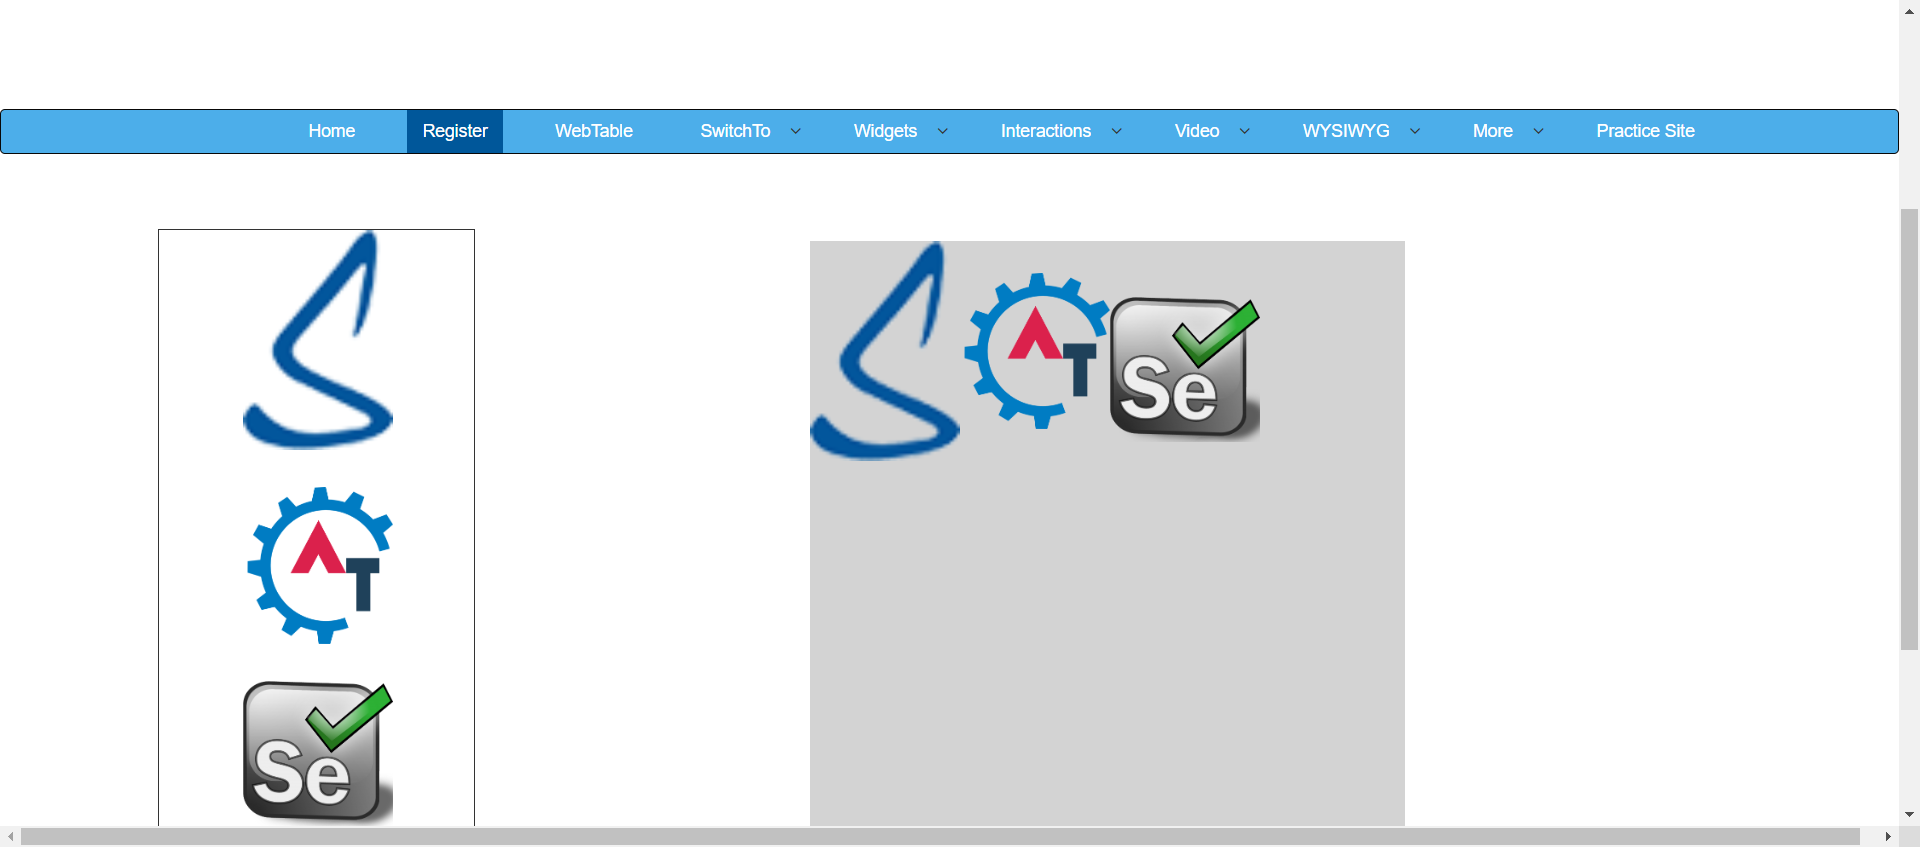 Home Register WebTable SwitchTo Widgets Interactions Video WYSIWYG More Practice Site
AT Se
AT
Se